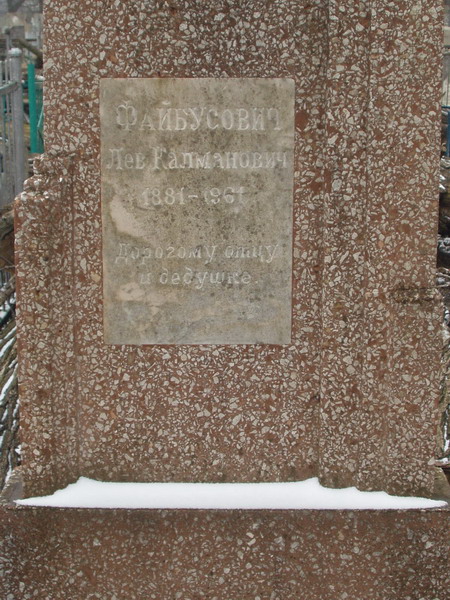 ФАЙБУСОВИЧ
Лев Калманович
1881-1961
Дорогому отцу
и дедушке.